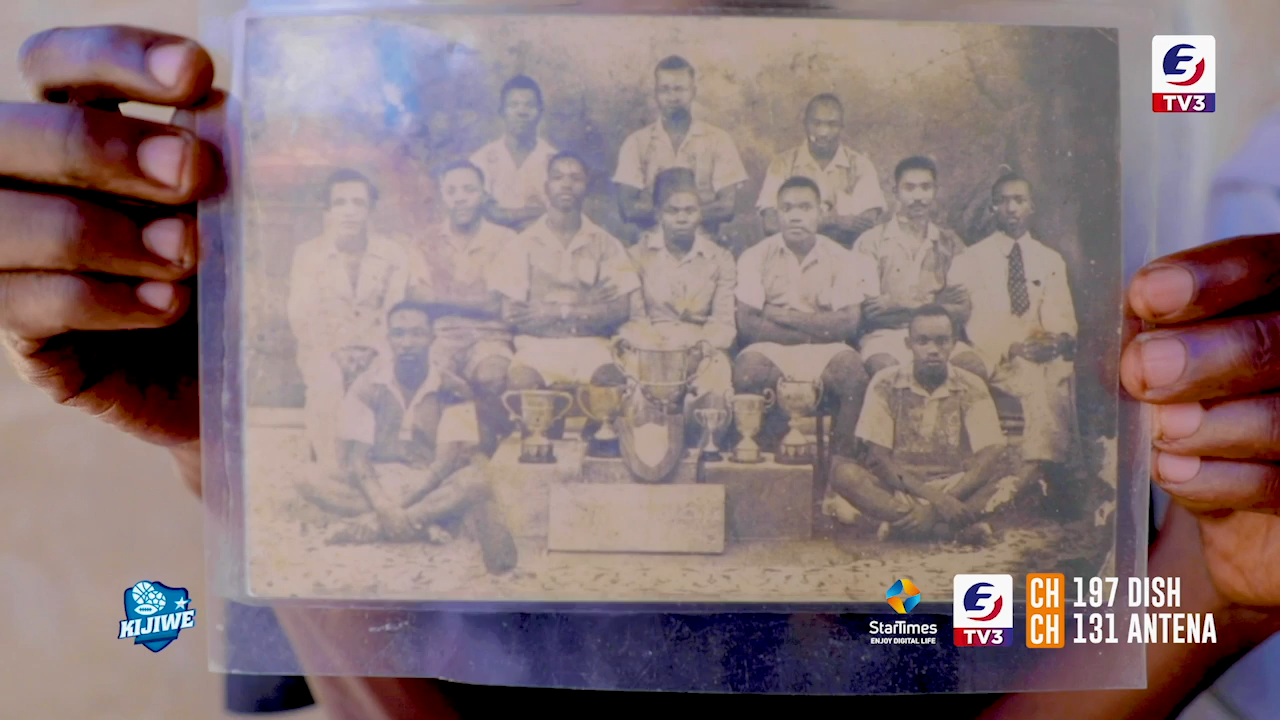 TV3
KIJIWE
StarTimes
ENJOY DIGITAL LIFE
TV3
CH 197 DISH
CH 131 ANTENA